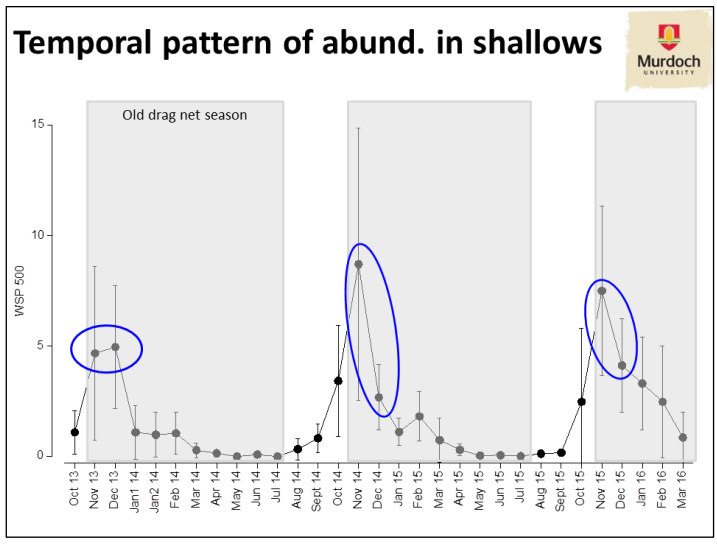 Temporal pattern of abund. in shallows
Murdoch
UNIVERSITY
Old drag net season
15
10
5
0
WSP 500
Oct 13
Nov 13
Dec 13
Jan1 14
Jan2 14
Feb 14
Mar 14
Apr 14
May 14
Jun 14
Jul 14
Aug 14
Sept 14
Oct 14
Nov 14
Dec 14
Jan 15
Feb 15
Mar 15
Apr 15
May 15
Jun 15
Jul 15
Aug 15
Sept 15
Oct 15
Nov 15
Dec 15
Jan 16
Feb 16
Mar 16